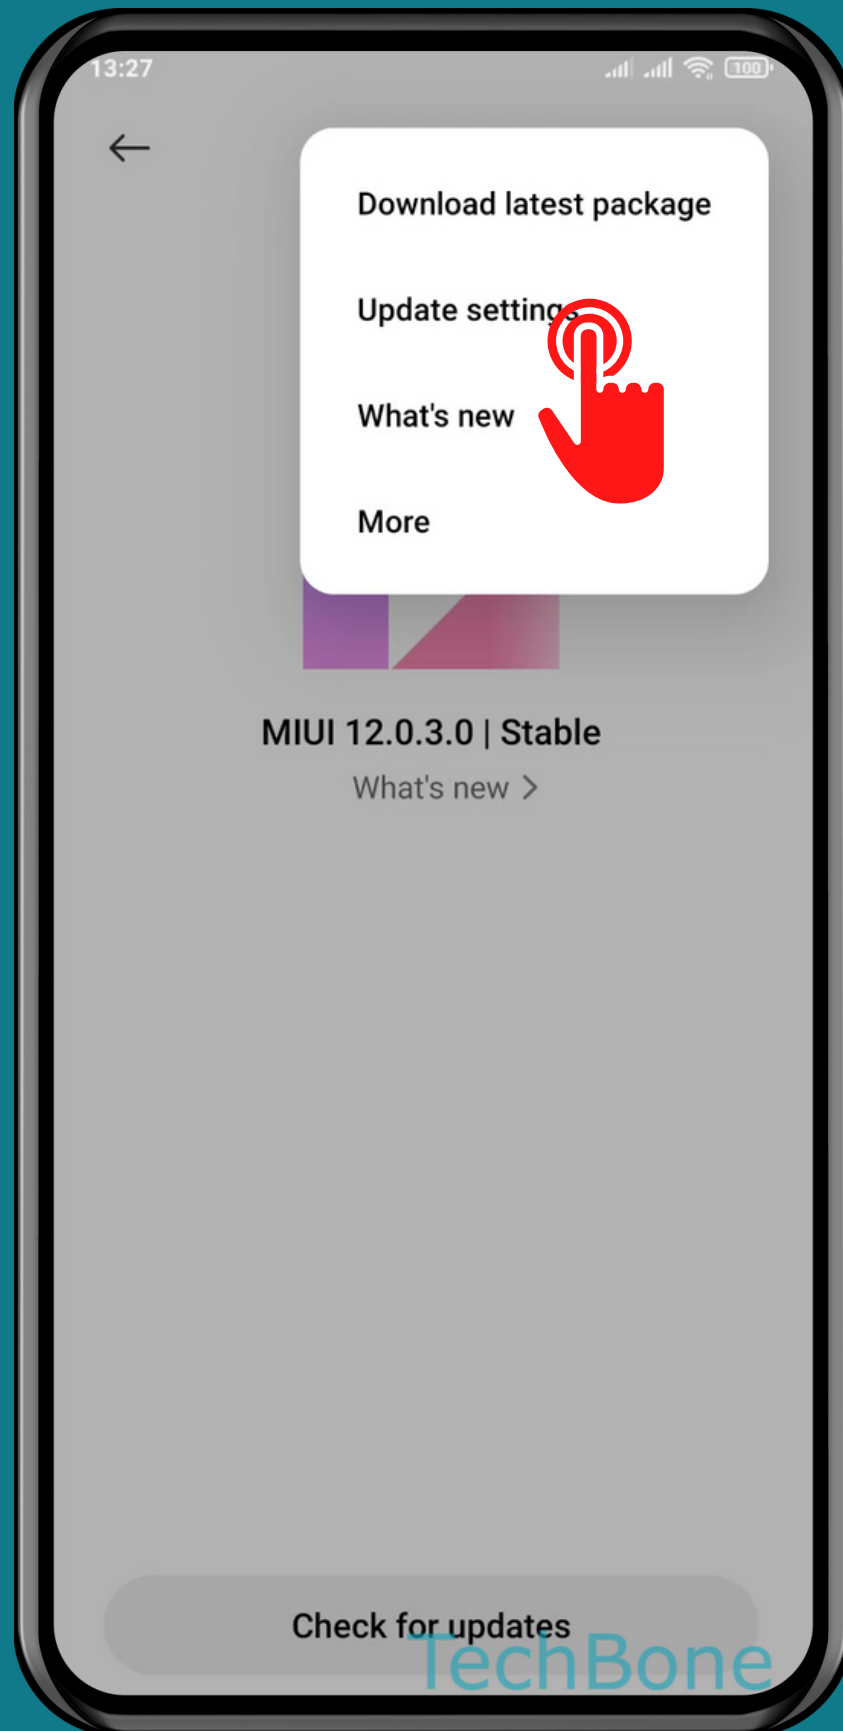 13:27
100
Download latest package
Update settings
What's new
More
MIUI 12.0.3.0 | Stable
What's new >
Check for updates
TechBone